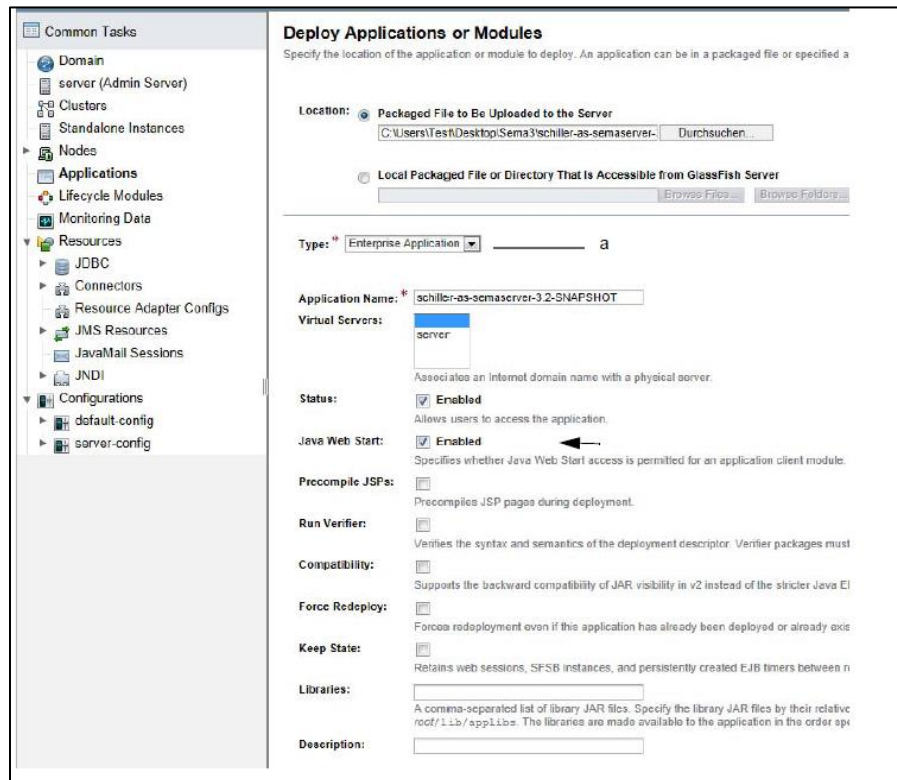 Common Tasks
Domain
server (Admin Server)
Clusters
Standalone Instances
Nodes
Applications
Lifecycle Modules
Monitoring Data
Resources
JDBC
Connectors
Resource Adapter Configs
JMS Resources
JavaMail Sessions
JNDI
Configurations
default-config
server-config
Deploy Applications or Modules
Specify the location of the application or module to deploy. An application can be in a packaged file or specified a
Location: Packaged File to Be Uploaded to the Server
C:\Users\Test\Desktop\Sema3\schiller-as-semaserver- Durchsuchen...
Local Packaged File or Directory That Is Accessible from GlassFish Server
Browse Files... Browse Folders...
Type: * Enterprise Application a
Application Name: * schiller-as-semaserver-3.2-SNAPSHOT
Virtual Servers:
server
Associates an Internet domain name with a physical server.
Status: Enabled
Allows users to access the application.
Java Web Start: Enabled
Specifies whether Java Web Start access is permitted for an application client module.
Precompile JSPs:
Precompiles JSP pages during deployment.
Run Verifier:
Verifies the syntax and semantics of the deployment descriptor. Verifier packages must
Compatibility:
Supports the backward compatibility of JAR visibility in v2 instead of the stricter Java EE
Force Redeploy:
Forces redeployment even if this application has already been deployed or already exis
Keep State:
Retains web sessions, SFSB instances, and persistently created EJB timers between r
Libraries:
A comma-separated list of library JAR files. Specify the library JAR files by their relative
root/lib/applibs. The libraries are made available to the application in the order spe
Description: